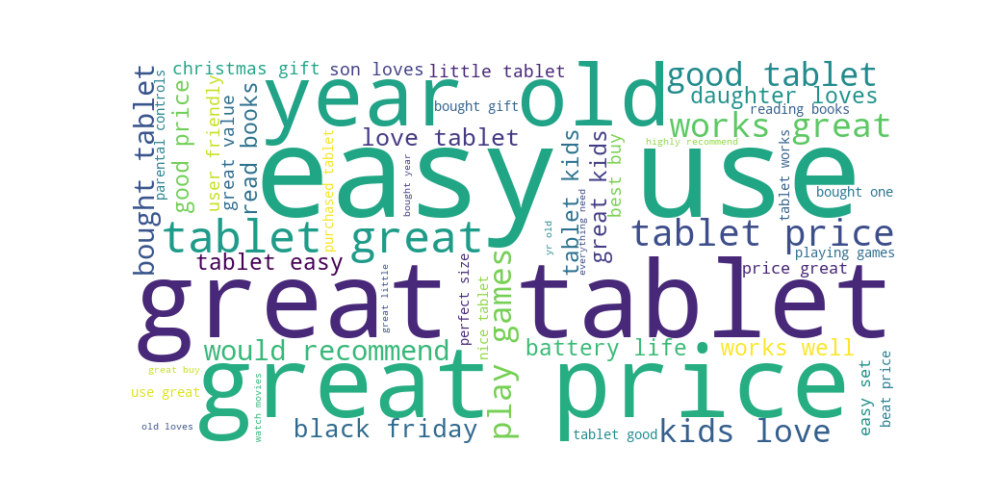 christmas gift
son loves
little tablet
year old
good tablet
daughter loves
reading books
bought gift
bought tablet
parental controls
good price
user friendly
great value
read books
purchased tablet
love tablet
works great
highly recommend
easy use
bought year
tablet kids
great kids
best buy
everything need
tablet works
bought one
tablet great
yr old
tablet price
playing games
tablet easy
price great
great tablet
great little
perfect size
nice tablet
play games
would recommend
battery life
works well
great price
great buy
use great
old loves
watch movies
black friday
tablet good
kids love
easy set
beat price